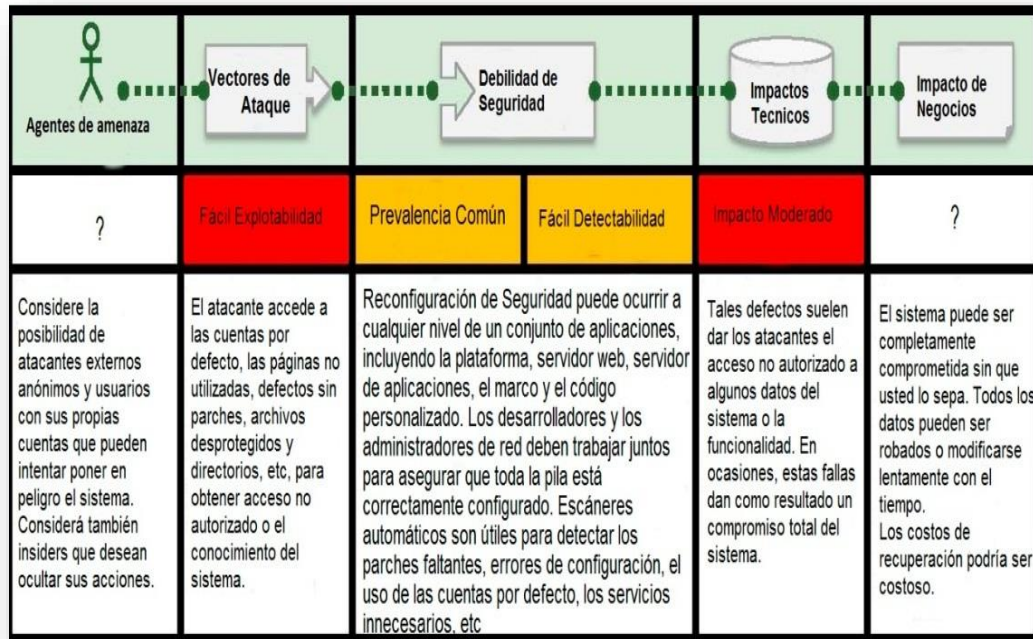 Agentes de amenaza
Vectores de
Ataque
Debilidad de
Seguridad
Impactos
Tecnicos
Impacto de
Negocios
?
Fácil Explotabilidad
Prevalencia Común
Fácil Detectabilidad
Impacto Moderado
?
Considere la
posibilidad de
atacantes externos
anónimos y usuarios
con sus propias
cuentas que pueden
intentar poner en
peligro el sistema.
Considerá también
insiders que desean
ocultar sus acciones.
El atacante accede a
las cuentas por
defecto, las páginas no
utilizadas, defectos sin
parches, archivos
desprotegidos y
directorios, etc, para
obtener acceso no
autorizado o el
conocimiento del
sistema.
Reconfiguración de Seguridad puede ocurrir a
cualquier nivel de un conjunto de aplicaciones,
incluyendo la plataforma, servidor web, servidor
de aplicaciones, el marco y el código
personalizado. Los desarrolladores y los
administradores de red deben trabajar juntos
para asegurar que toda la pila está
correctamente configurado. Escáneres
automáticos son útiles para detectar los
parches faltantes, errores de configuración, el
uso de las cuentas por defecto, los servicios
innecesarios, etc
Tales defectos suelen
dar los atacantes el
acceso no autorizado a
algunos datos del
sistema o la
funcionalidad. En
ocasiones, estas fallas
dan como resultado un
compromiso total del
sistema.
El sistema puede ser
completamente
comprometida sin que
usted lo sepa. Todos los
datos pueden ser
robados o modificarse
lentamente con el
tiempo.
Los costos de
recuperación podría ser
costoso.